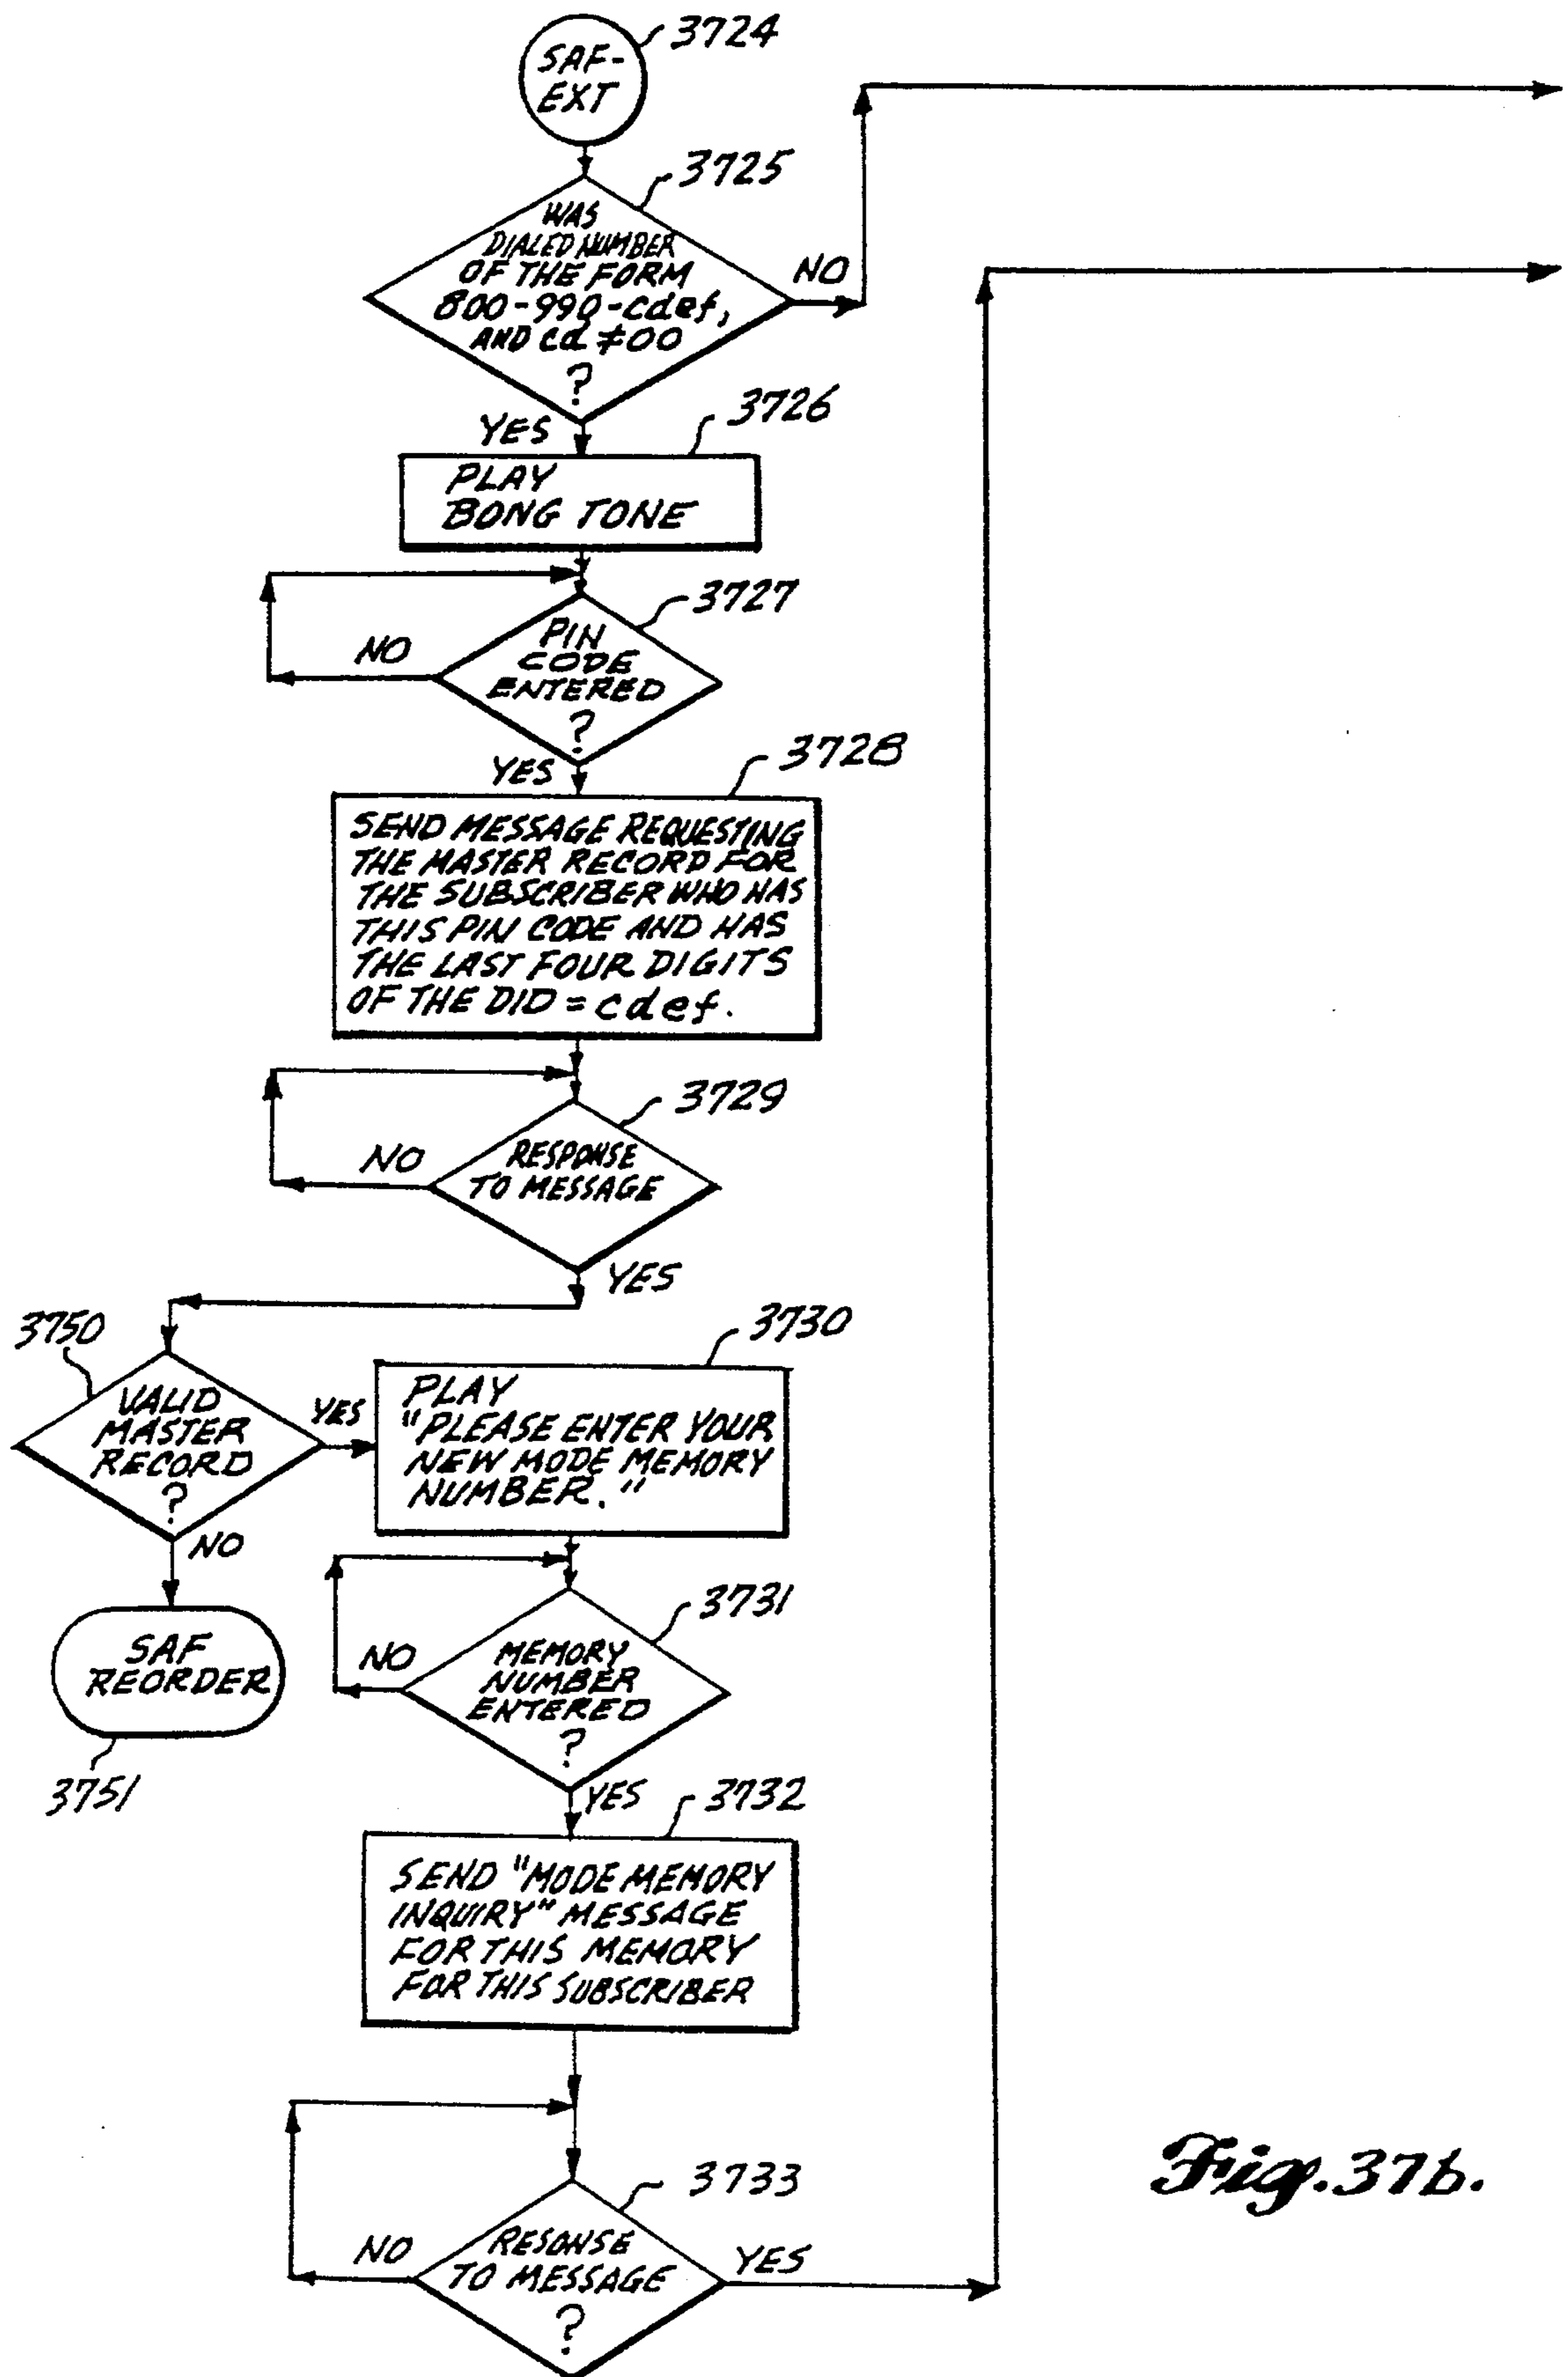 3724
SAF-
EXT
3725
WAS
DIALED NUMBER
OF THE FORM
800-990-cdef,
AND cd ≠ 00
?
NO
YES
3726
PLAY
BONG TONE
3727
PIN
CODE
ENTERED
?
NO
YES
3728
SEND MESSAGE REQUESTING
THE MASTER RECORD FOR
THE SUBSCRIBER WHO HAS
THIS PIN CODE AND HAS
THE LAST FOUR DIGITS
OF THE DID = cdef.
3729
RESPONSE
TO MESSAGE
NO
YES
3750
VALID
MASTER
RECORD
?
YES
NO
3730
PLAY
"PLEASE ENTER YOUR
NEW MODE MEMORY
NUMBER."
SAF
REORDER
3751
3731
MEMORY
NUMBER
ENTERED
?
NO
YES
3732
SEND "MODE MEMORY
INQUIRY" MESSAGE
FOR THIS MEMORY
FOR THIS SUBSCRIBER
3733
RESONSE
TO MESSAGE
?
NO
YES
Fig. 37b.